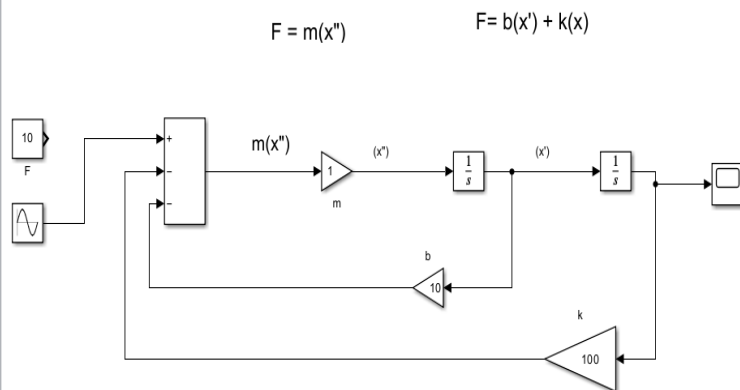 F = m(x")
F= b(x') + k(x)
10
F
+
−
−
m(x")
1
m
(x")
1
s
(x')
1
s
b
10
k
100